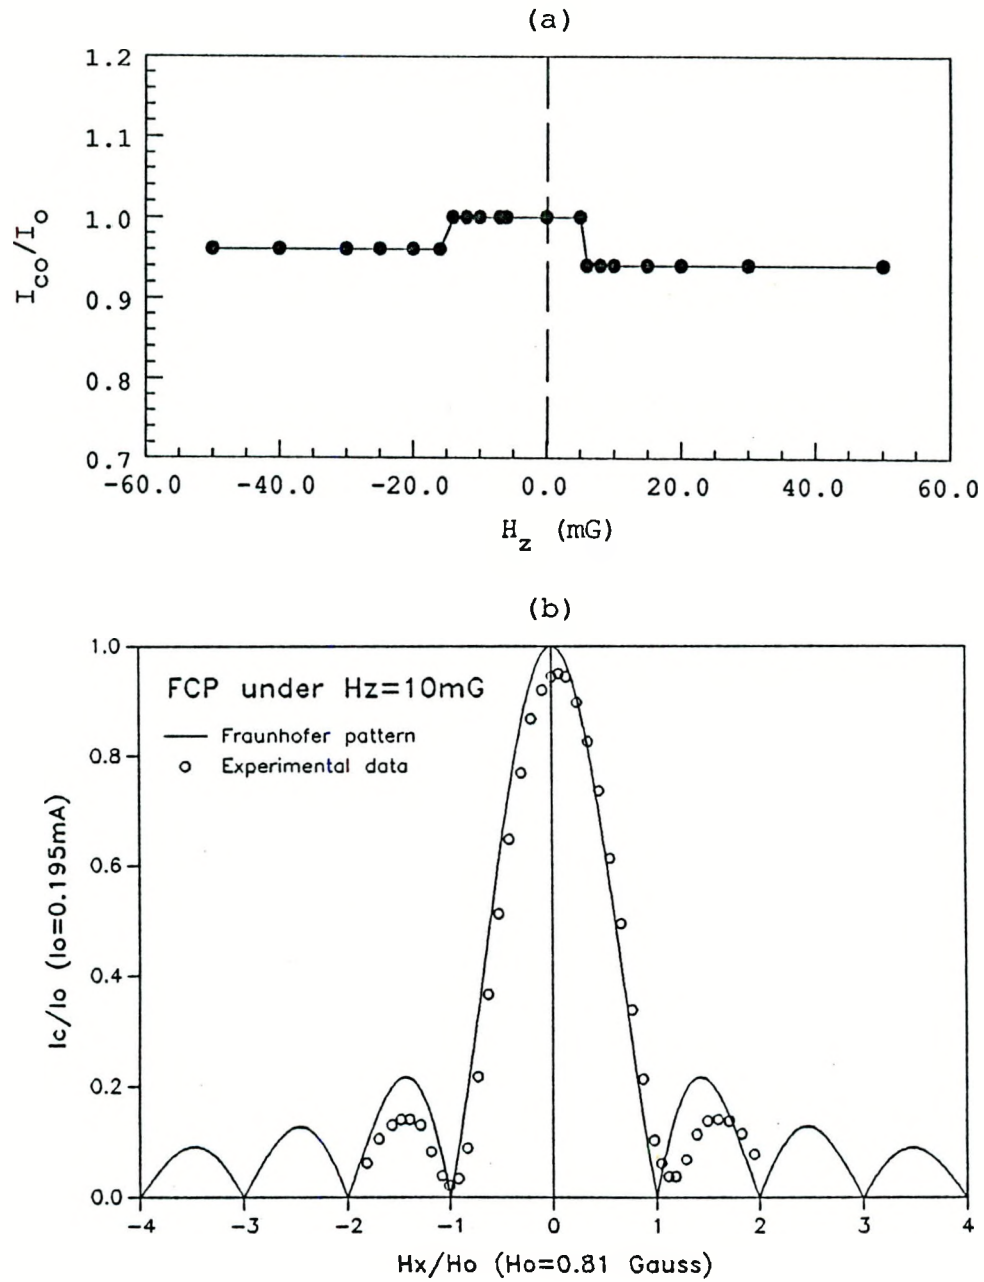 (a)
1.2
1.1
1.0
0.9
0.8
0.7
I_co/I_o
-60.0 -40.0 -20.0 0.0 20.0 40.0 60.0
H_z (mG)
(b)
FCP under Hz=10mG
Fraunhofer pattern
Experimental data
1.0
0.8
0.6
0.4
0.2
0.0
Ic/Io (Io=0.195mA)
-4 -3 -2 -1 0 1 2 3 4
Hx/Ho (Ho=0.81 Gauss)